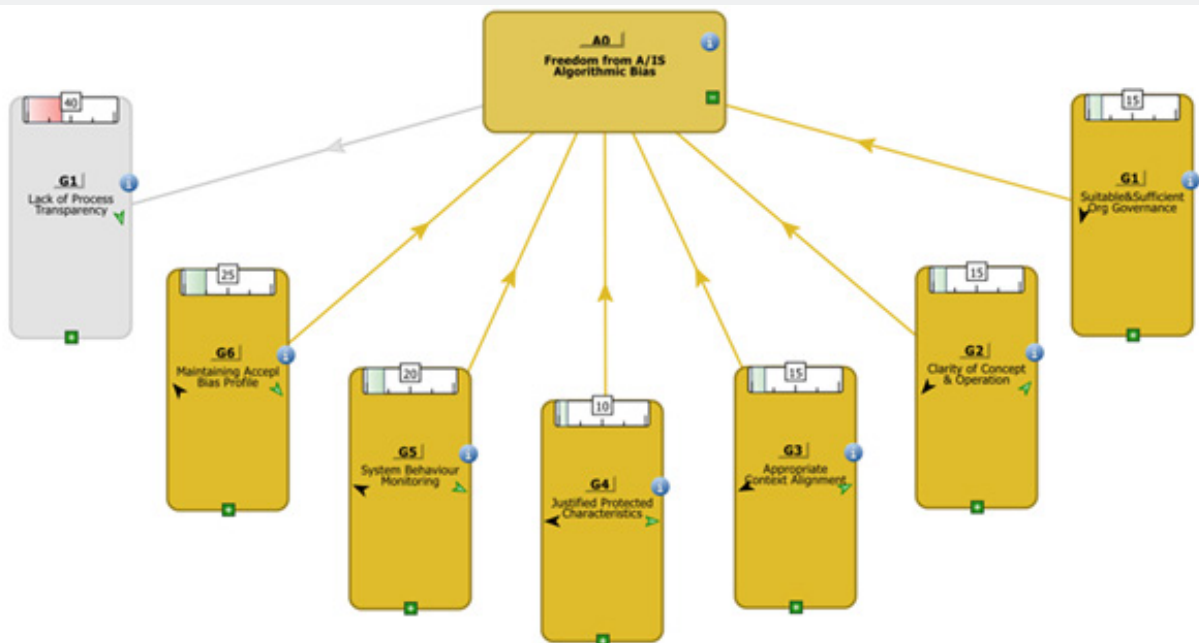 A0
Freedom from A/IS
Algorithmic Bias
40
G1
Lack of Process
Transparency
25
G6
Maintaining Accepl
Bias Profile
20
G5
System Behaviour
Monitoring
10
G4
Justified Protected
Characteristics
15
G3
Appropriate
Context Alignment
15
G2
Clarity of Concept
& Operation
15
G1
Suitable&Sufficient
Org Governance